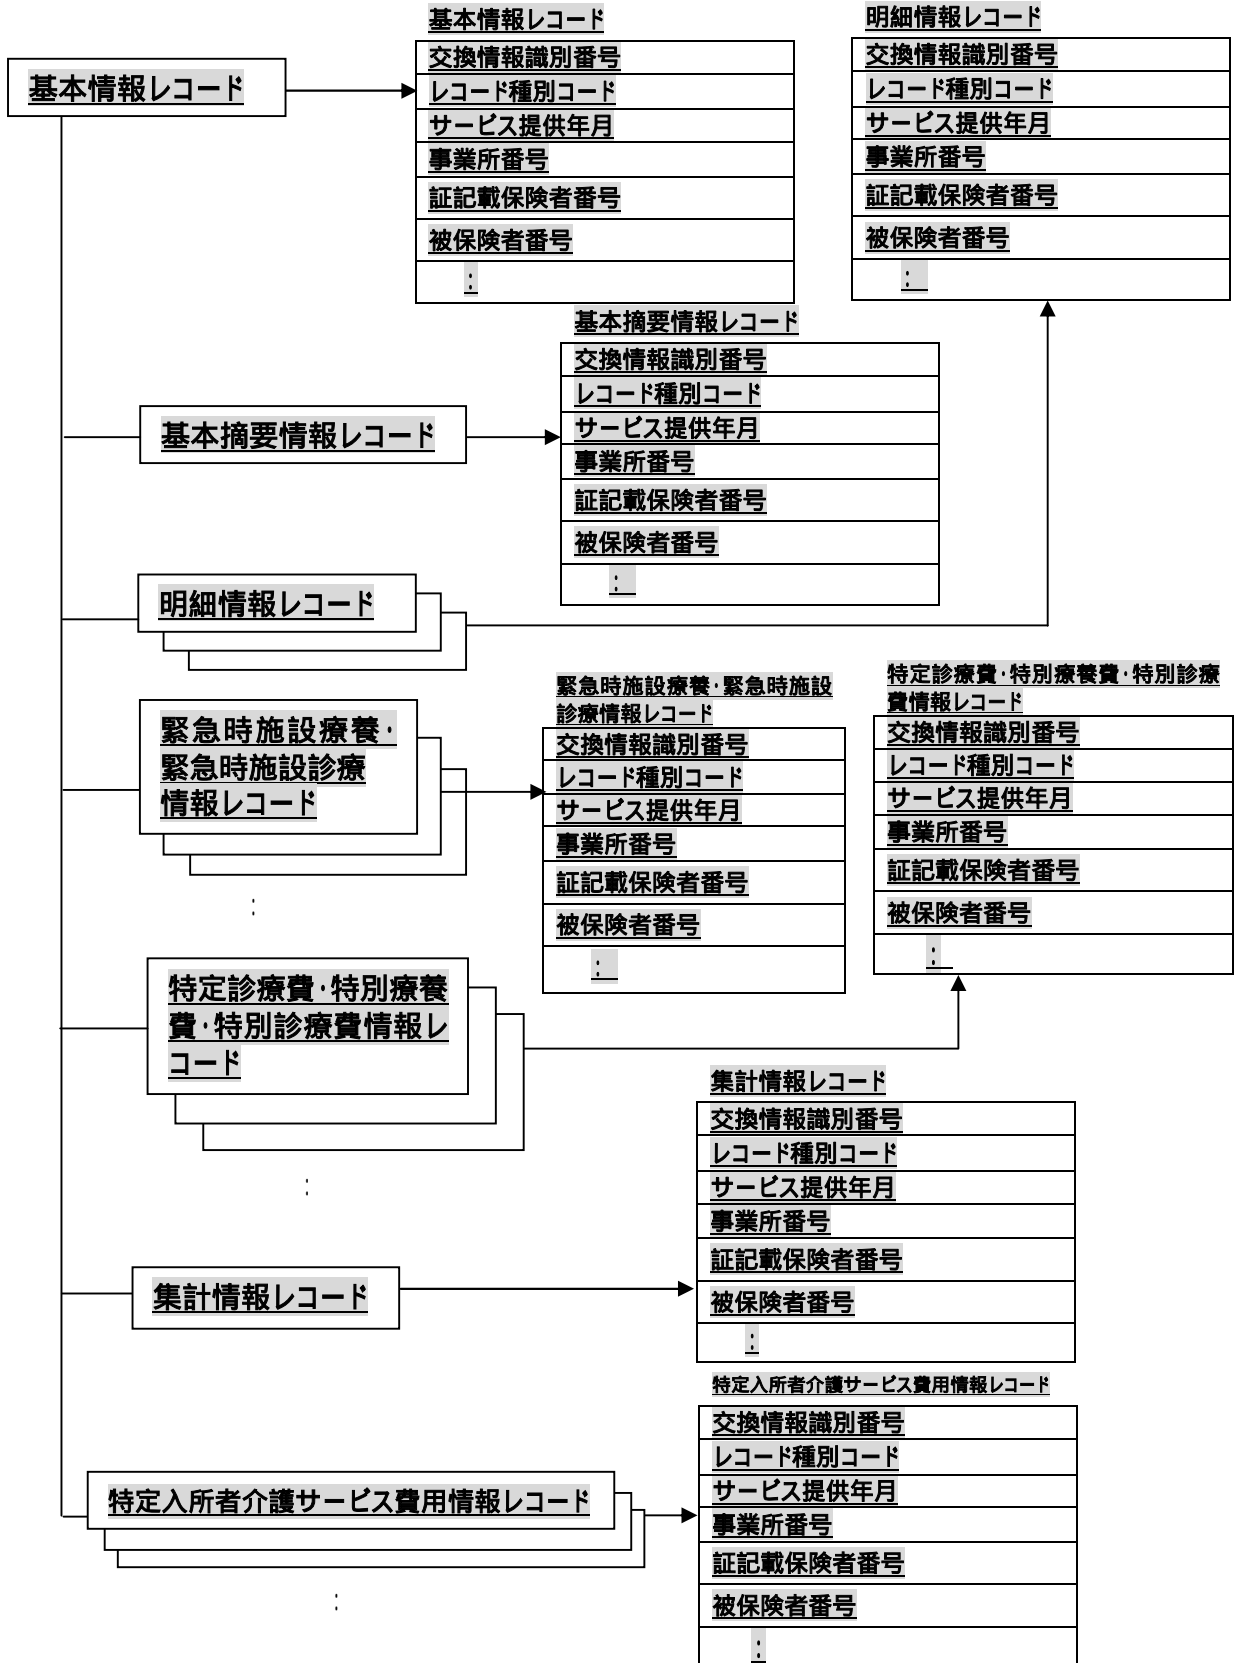 基本情報レコード
基本情報レコード
交換情報識別番号
レコード種別コード
サービス提供年月
事業所番号
証記載保険者番号
被保険者番号
:
明細情報レコード
交換情報識別番号
レコード種別コード
サービス提供年月
事業所番号
証記載保険者番号
被保険者番号
:
基本摘要情報レコード
基本摘要情報レコード
交換情報識別番号
レコード種別コード
サービス提供年月
事業所番号
証記載保険者番号
被保険者番号
:
明細情報レコード
緊急時施設療養・
緊急時施設診療
情報レコード
:
緊急時施設療養・緊急時施設
診療情報レコード
交換情報識別番号
レコード種別コード
サービス提供年月
事業所番号
証記載保険者番号
被保険者番号
:
特定診療費・特別療養費・特別診療
費情報レコード
交換情報識別番号
レコード種別コード
サービス提供年月
事業所番号
証記載保険者番号
被保険者番号
:
特定診療費・特別療養
費・特別診療費情報レ
コード
:
集計情報レコード
集計情報レコード
交換情報識別番号
レコード種別コード
サービス提供年月
事業所番号
証記載保険者番号
被保険者番号
:
特定入所者介護サービス費用情報レコード
:
特定入所者介護サービス費用情報レコード
交換情報識別番号
レコード種別コード
サービス提供年月
事業所番号
証記載保険者番号
被保険者番号
: